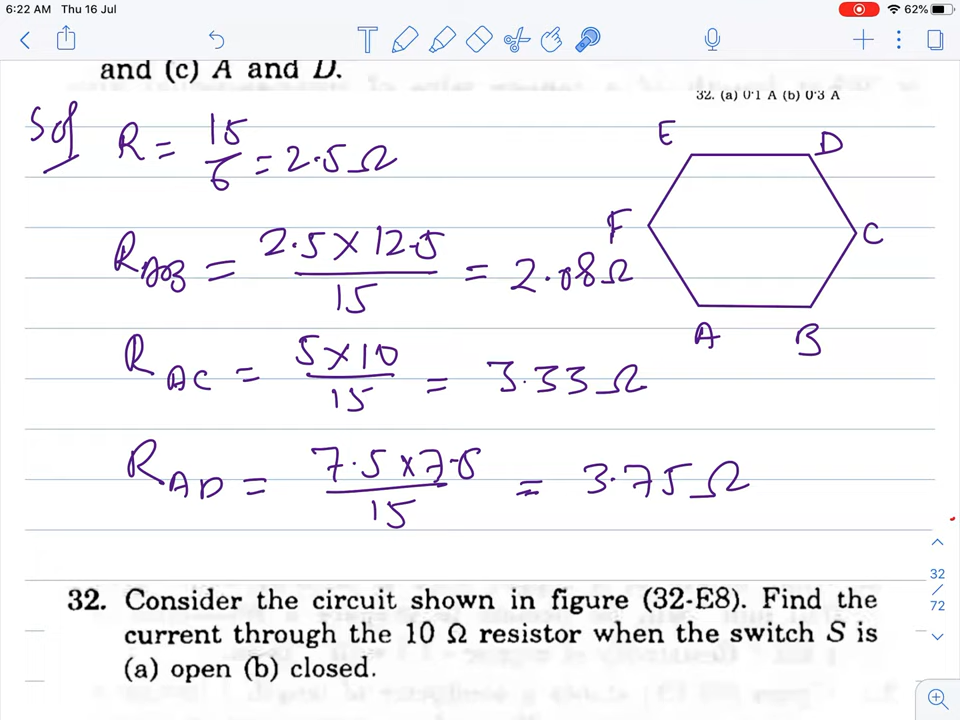 6:22 AM Thu 16 Jul
62%
and (c) A and D.
32. (a) 0·1 A (b) 0·3 A
Sol R = 15/6 = 2.5 Ω
E D
F C
A B
R_AB = 2.5 × 12.5 / 15 = 2.08 Ω
R_AC = 5 × 10 / 15 = 3.33 Ω
R_AD = 7.5 × 7.5 / 15 = 3.75 Ω
32
/
72
32. Consider the circuit shown in figure (32-E8). Find the
current through the 10 Ω resistor when the switch S is
(a) open (b) closed.